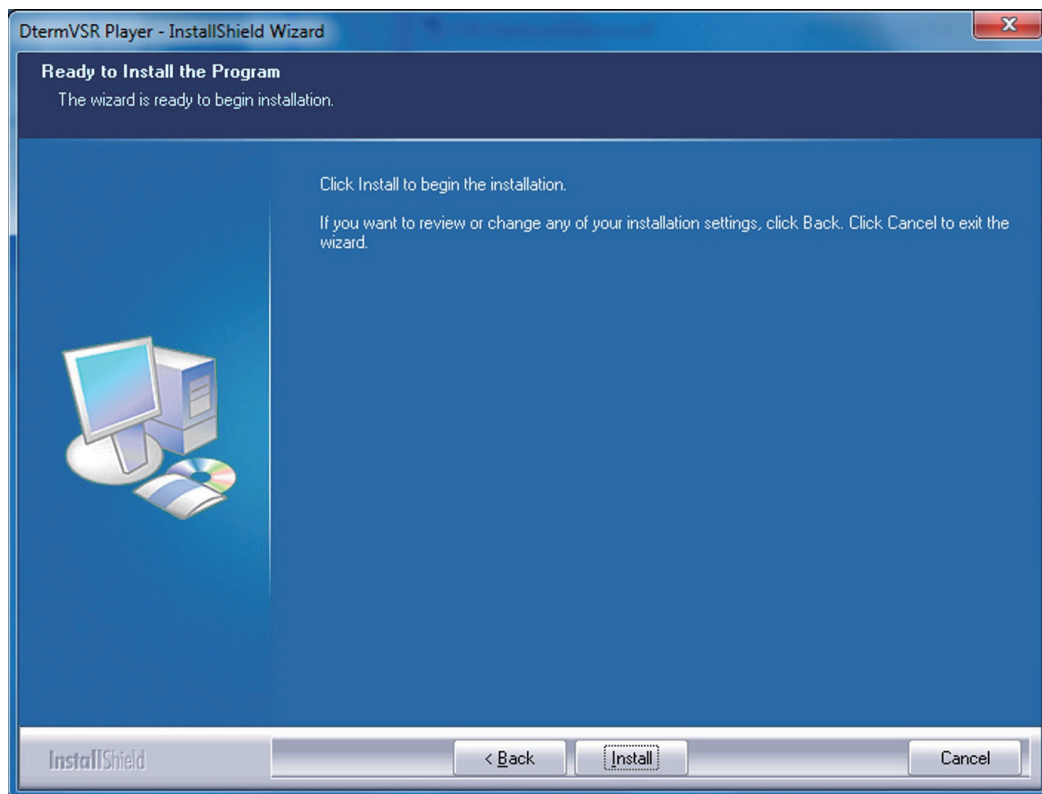 DtermVSR Player - InstallShield Wizard
Ready to Install the Program
The wizard is ready to begin installation.
Click Install to begin the installation.
If you want to review or change any of your installation settings, click Back. Click Cancel to exit the
wizard.
InstallShield
< Back
Install
Cancel